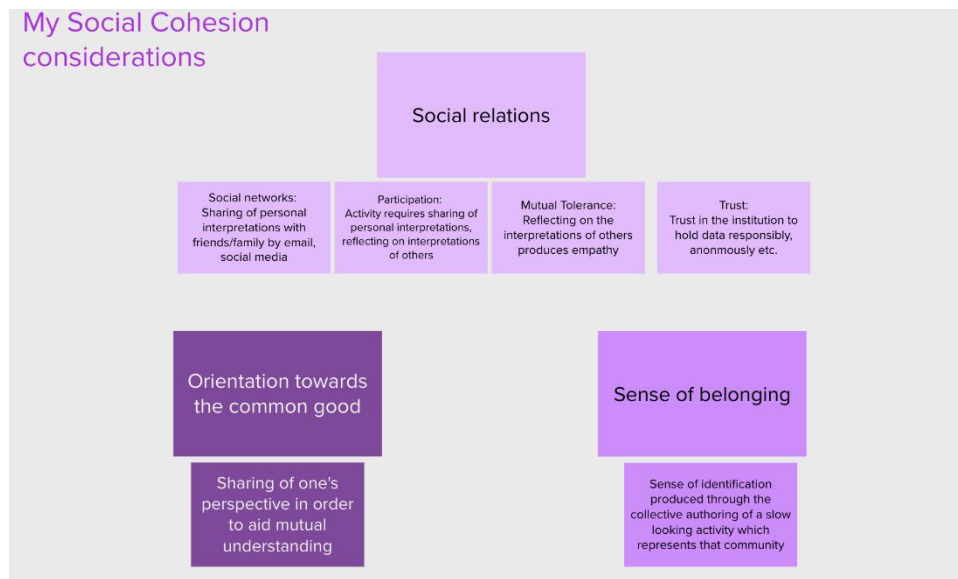 My Social Cohesion
considerations
Social relations
Social networks:
Sharing of personal
interpretations with
friends/family by email,
social media
Participation:
Activity requires sharing of
personal interpretations,
reflecting on interpretations
of others
Mutual Tolerance:
Reflecting on the
interpretations of others
produces empathy
Trust:
Trust in the institution to
hold data responsibly,
anonmously etc.
Orientation towards
the common good
Sharing of one's
perspective in order
to aid mutual
understanding
Sense of belonging
Sense of identification
produced through the
collective authoring of a slow
looking activity which
represents that community